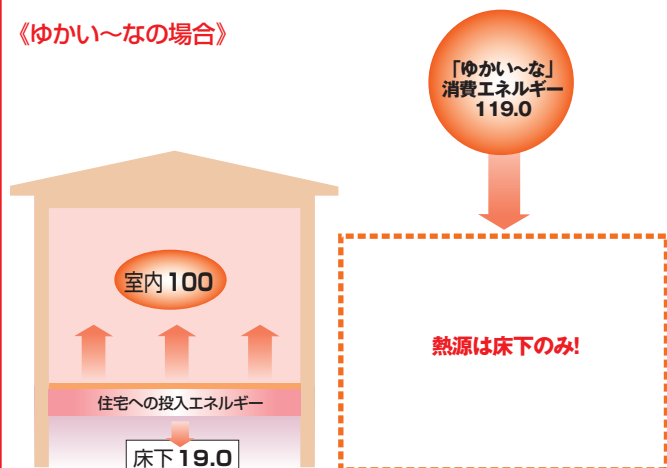 《ゆかい～なの場合》
「ゆかい～な」
消費エネルギー
119.0
室内100
熱源は床下のみ!
住宅への投入エネルギー
床下19.0